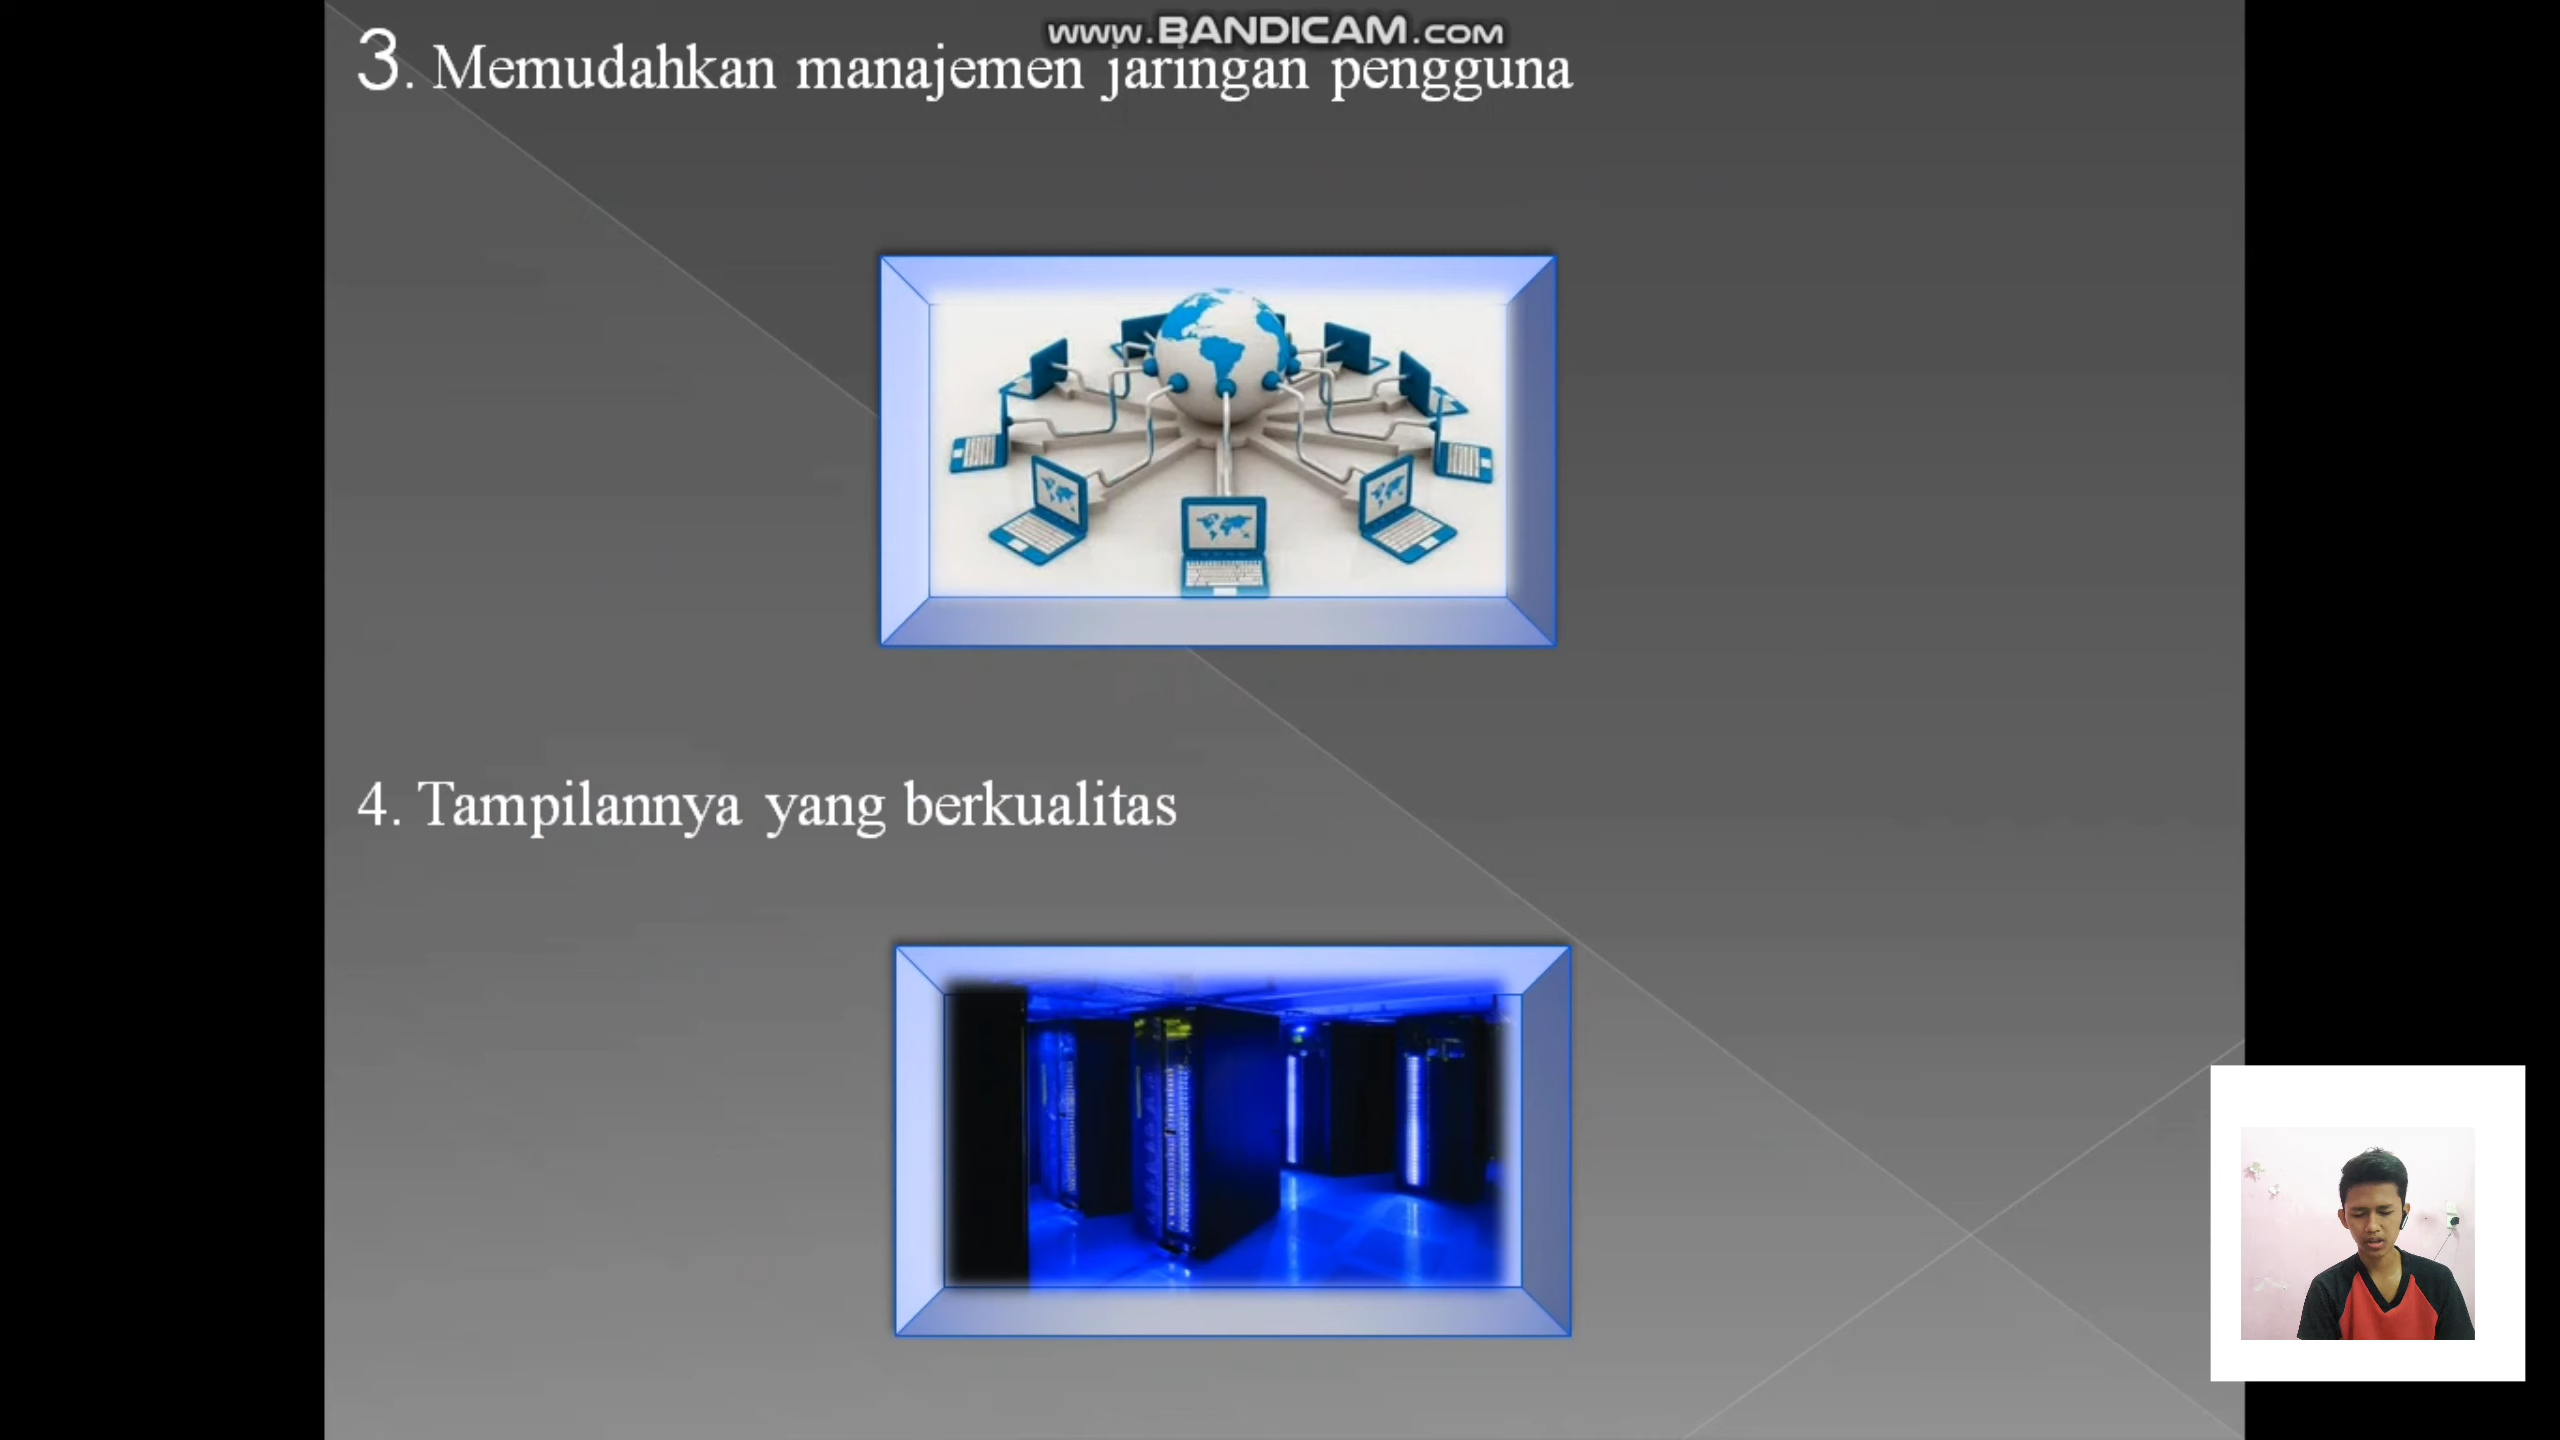 www.BANDICAM.com
3. Memudahkan manajemen jaringan pengguna
4. Tampilannya yang berkualitas